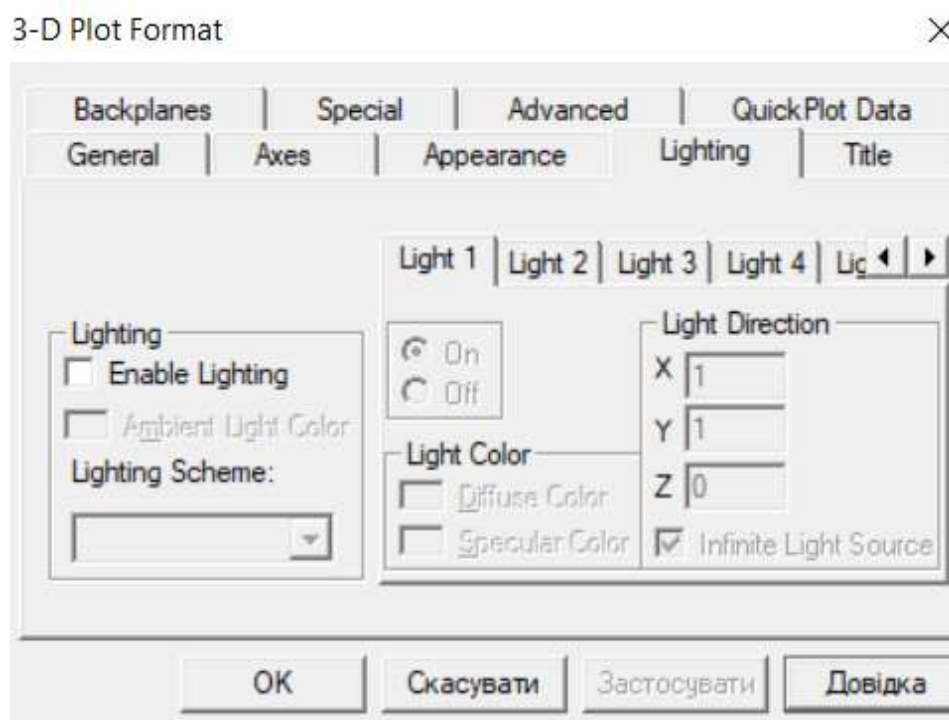 3-D Plot Format
Backplanes Special Advanced QuickPlot Data
General Axes Appearance Lighting Title
Light 1 Light 2 Light 3 Light 4 Lig
Lighting
Enable Lighting
Ambient Light Color
Lighting Scheme:
On
Off
Light Color
Diffuse Color
Specular Color
Light Direction
X 1
Y 1
Z 0
Infinite Light Source
OK Скасувати Застосувати Довідка